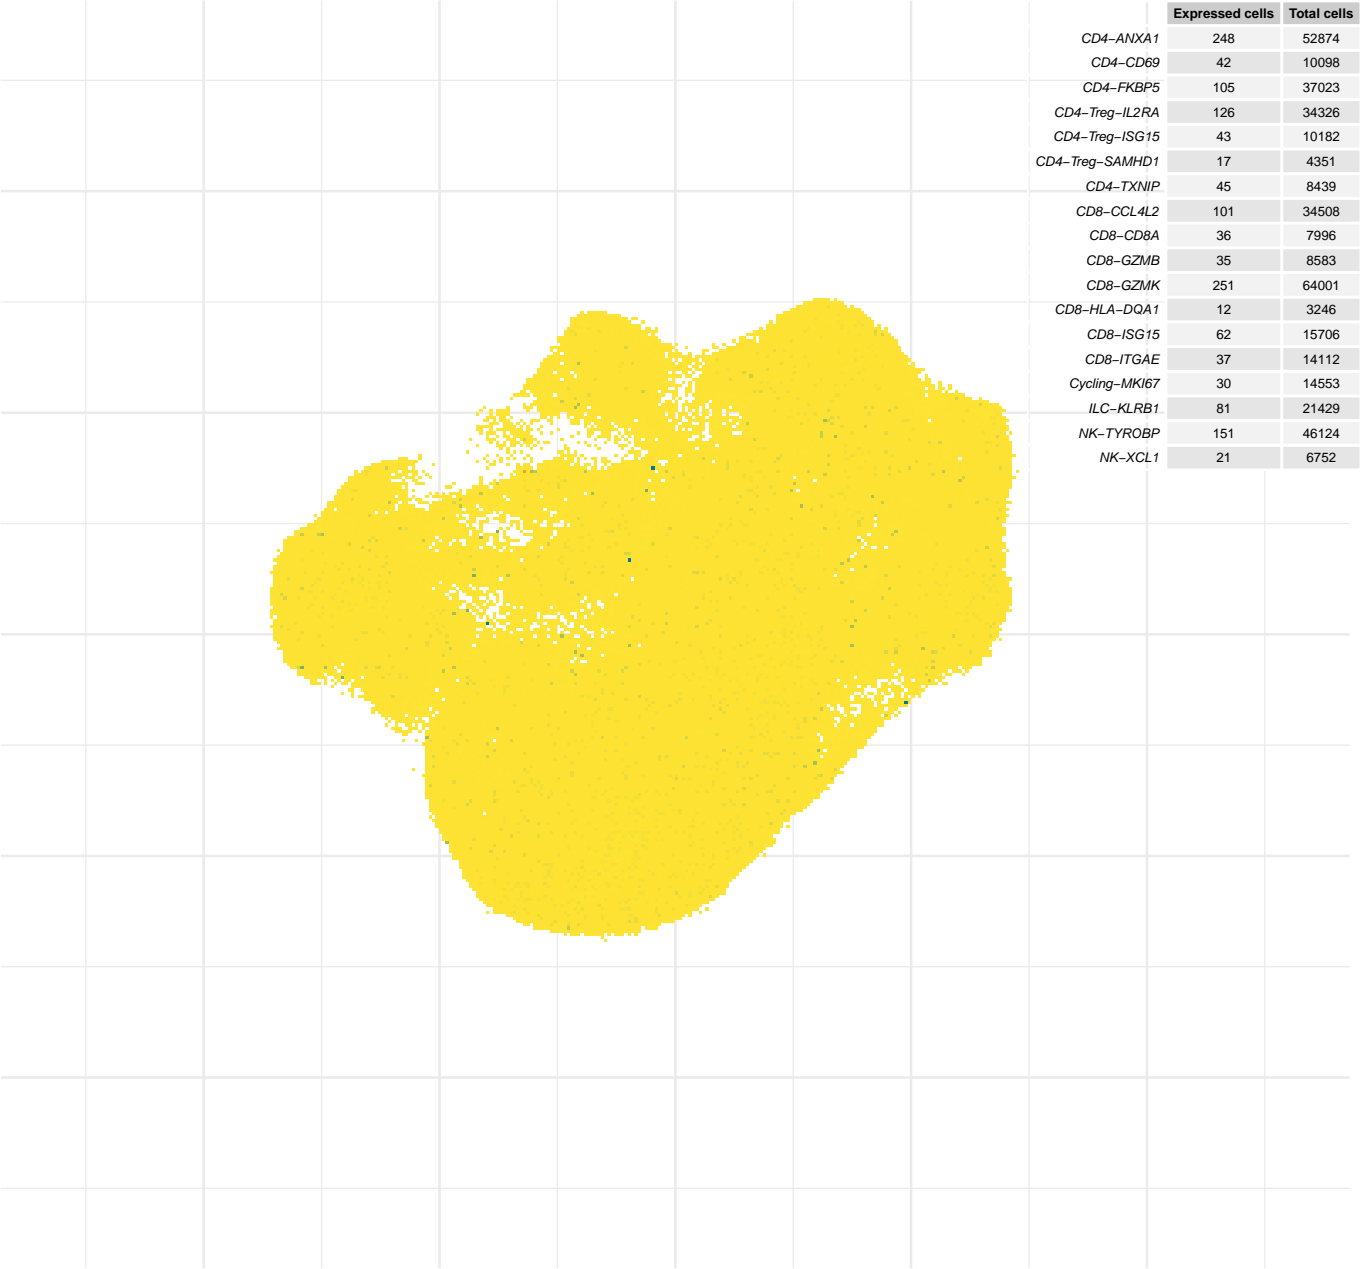 Expressed cells Total cells
CD4−ANXA1 248 52874
CD4−CD69 42 10098
CD4−FKBP5 105 37023
CD4−Treg−IL2RA 126 34326
CD4−Treg−ISG15 43 10182
CD4−Treg−SAMHD1 17 4351
CD4−TXNIP 45 8439
CD8−CCL4L2 101 34508
CD8−CD8A 36 7996
CD8−GZMB 35 8583
CD8−GZMK 251 64001
CD8−HLA−DQA1 12 3246
CD8−ISG15 62 15706
CD8−ITGAE 37 14112
Cycling−MKI67 30 14553
ILC−KLRB1 81 21429
NK−TYROBP 151 46124
NK−XCL1 21 6752